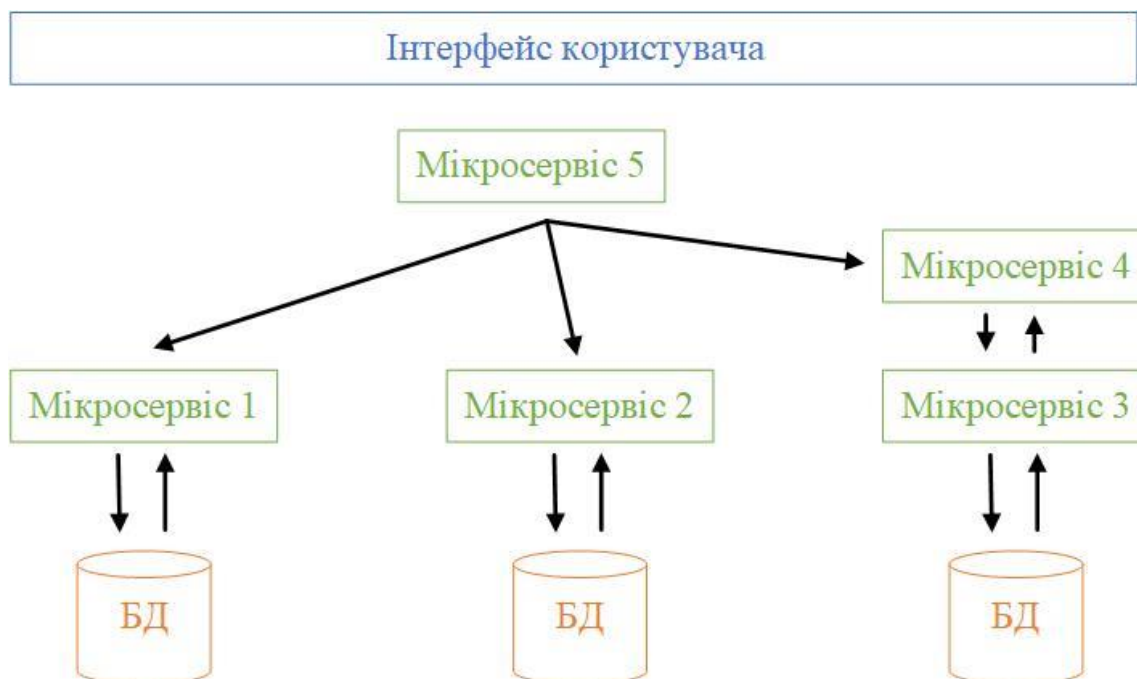 Інтерфейс користувача
Мікросервіс 5
Мікросервіс 4
Мікросервіс 1
Мікросервіс 2
Мікросервіс 3
БД
БД
БД